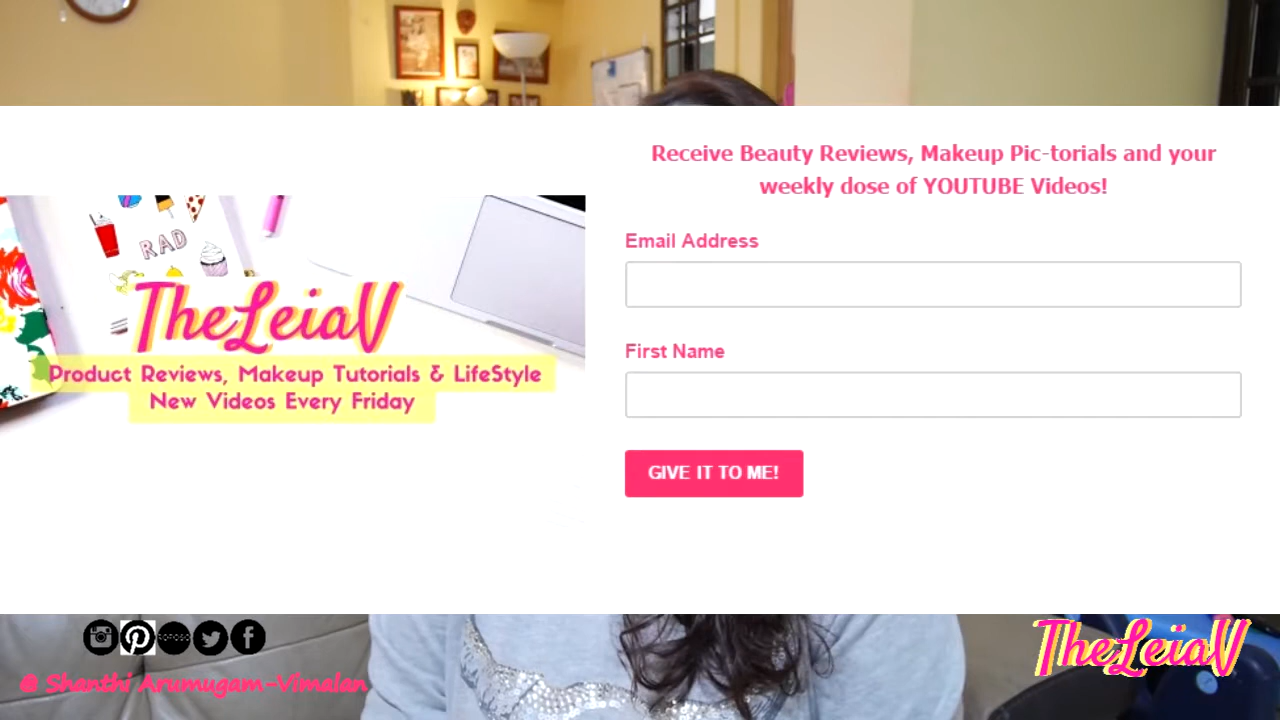 Receive Beauty Reviews, Makeup Pic-torials and your
weekly dose of YOUTUBE Videos!
RAD
TheLeiaV
Product Reviews, Makeup Tutorials & LifeStyle
New Videos Every Friday
Email Address
First Name
GIVE IT TO ME!
@ Shanthi Arumugam-Vimalan
TheLeiaV